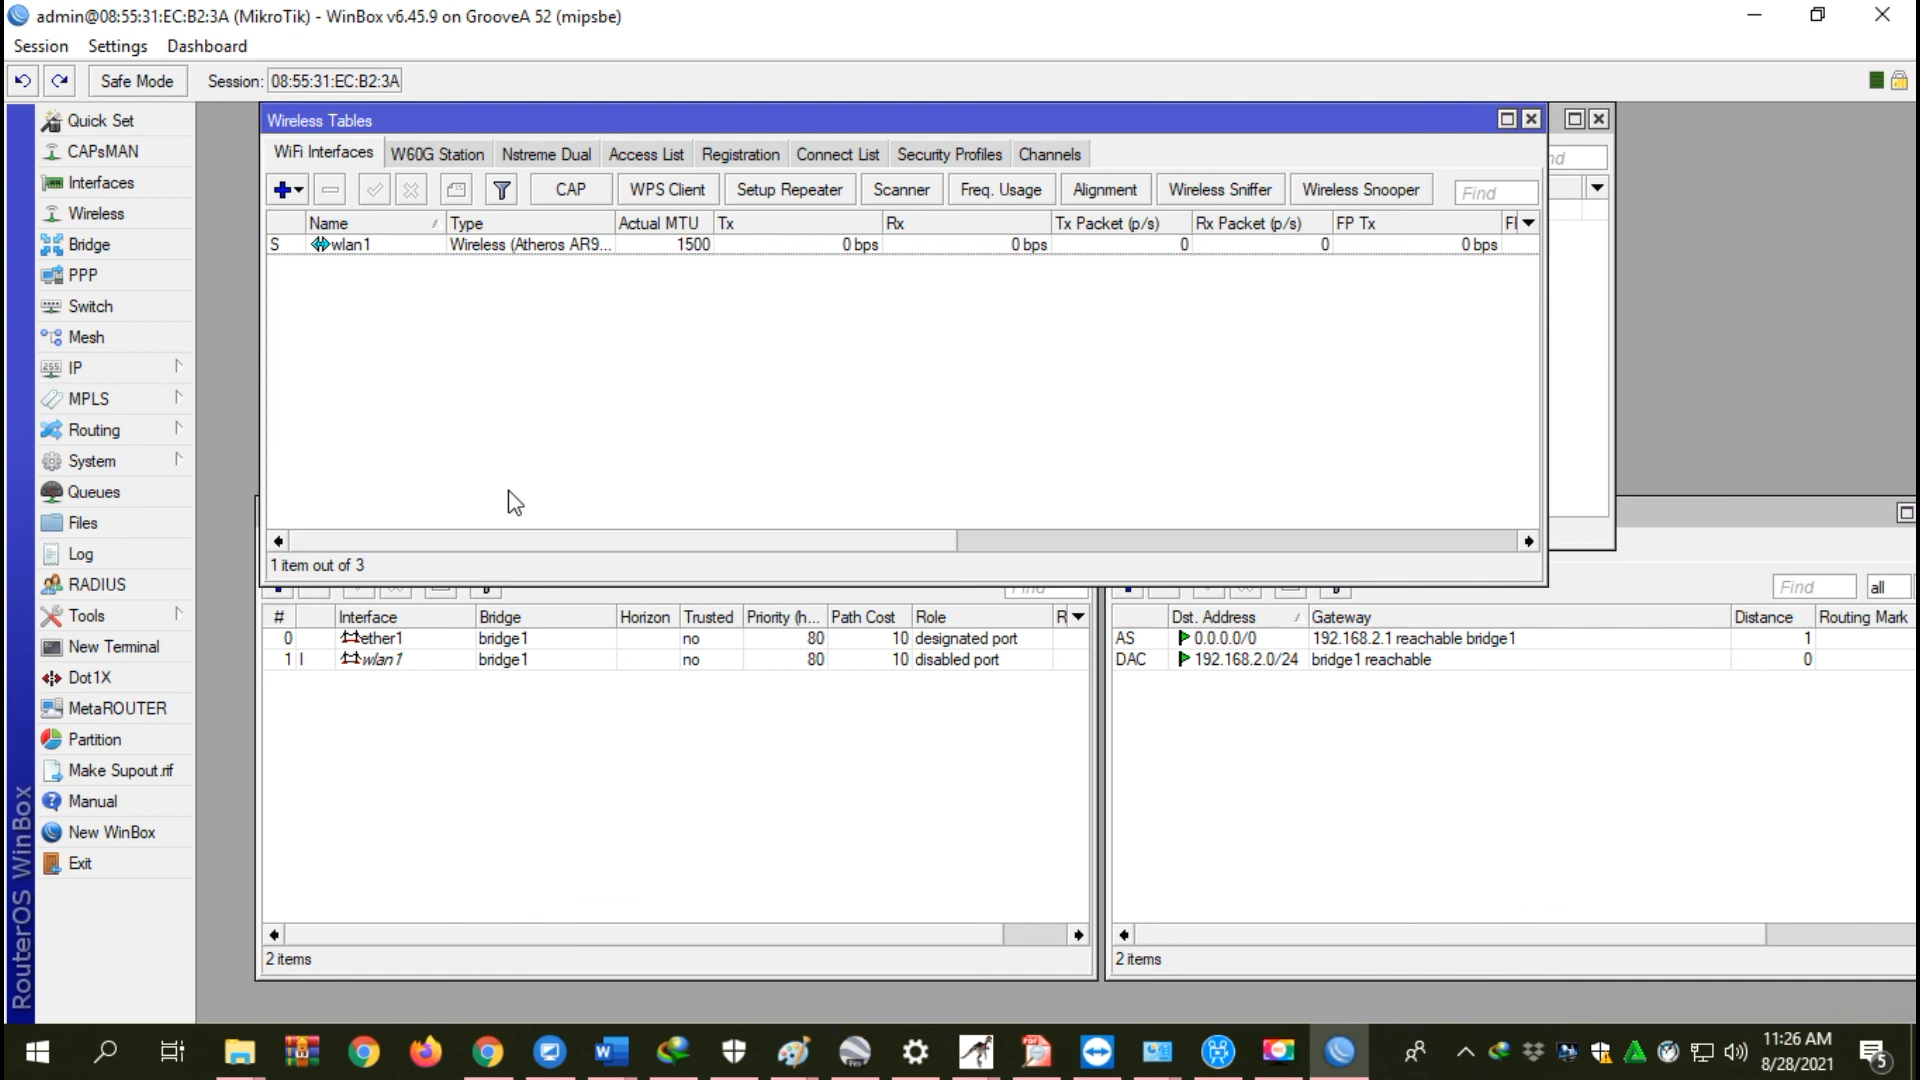 admin@08:55:31:EC:B2:3A (MikroTik) - WinBox v6.45.9 on GrooveA 52 (mipsbe)
Session Settings Dashboard
Safe Mode Session: 08:55:31:EC:B2:3A
Quick Set
CAPsMAN
Interfaces
Wireless
Bridge
PPP
Switch
Mesh
IP
MPLS
Routing
System
Queues
Files
Log
RADIUS
Tools
New Terminal
Dot1X
MetaROUTER
Partition
Make Supout.rif
Manual
New WinBox
Exit
RouterOS WinBox
Wireless Tables
WiFi Interfaces W60G Station Nstreme Dual Access List Registration Connect List Security Profiles Channels
CAP WPS Client Setup Repeater Scanner Freq. Usage Alignment Wireless Sniffer Wireless Snooper Find
Name Type Actual MTU Tx Rx Tx Packet (p/s) Rx Packet (p/s) FP Tx
S wlan1 Wireless (Atheros AR9... 1500 0 bps 0 bps 0 0 0 bps
1 item out of 3
# Interface Bridge Horizon Trusted Priority (h... Path Cost Role R
0 ether1 bridge1 no 80 10 designated port
1 I wlan1 bridge1 no 80 10 disabled port
2 items
Find all
Dst. Address Gateway Distance Routing Mark
AS 0.0.0.0/0 192.168.2.1 reachable bridge1 1
DAC 192.168.2.0/24 bridge1 reachable 0
2 items
11:26 AM
8/28/2021
5